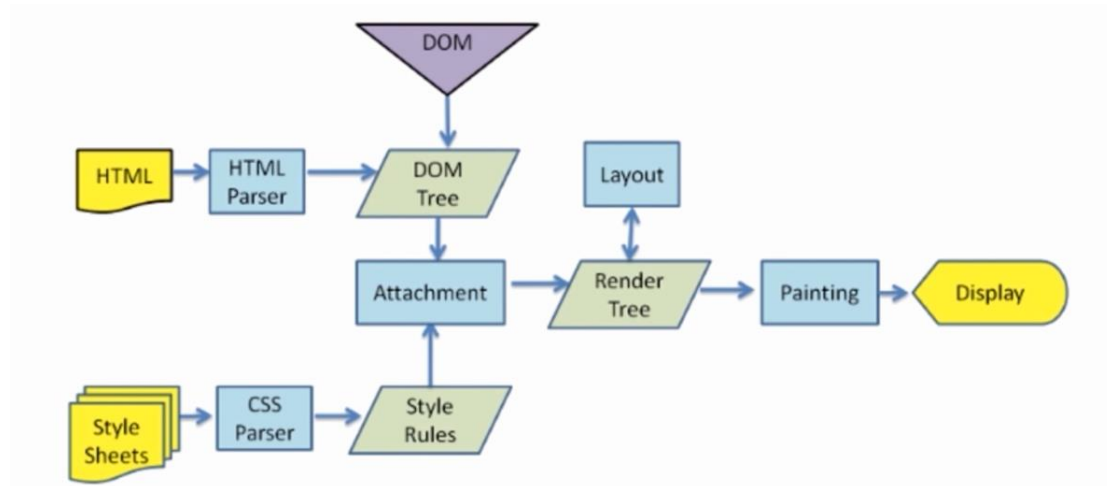 DOM
HTML
HTML
Parser
DOM
Tree
Layout
Attachment
Render
Tree
Painting
Display
Style
Sheets
CSS
Parser
Style
Rules